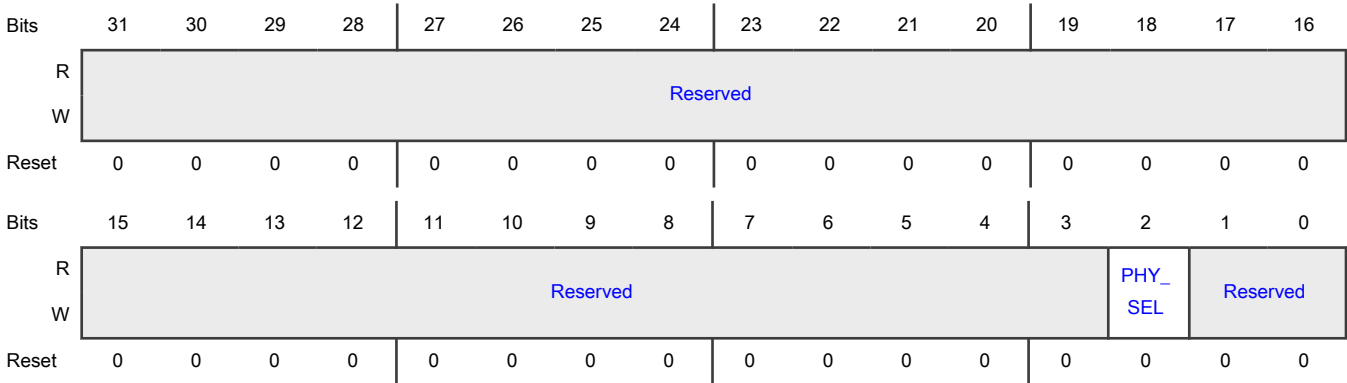 Bits 31 30 29 28 27 26 25 24 23 22 21 20 19 18 17 16
R
Reserved
W
Reset 0 0 0 0 0 0 0 0 0 0 0 0 0 0 0 0
Bits 15 14 13 12 11 10 9 8 7 6 5 4 3 2 1 0
R
Reserved PHY_ SEL Reserved
W
Reset 0 0 0 0 0 0 0 0 0 0 0 0 0 0 0 0